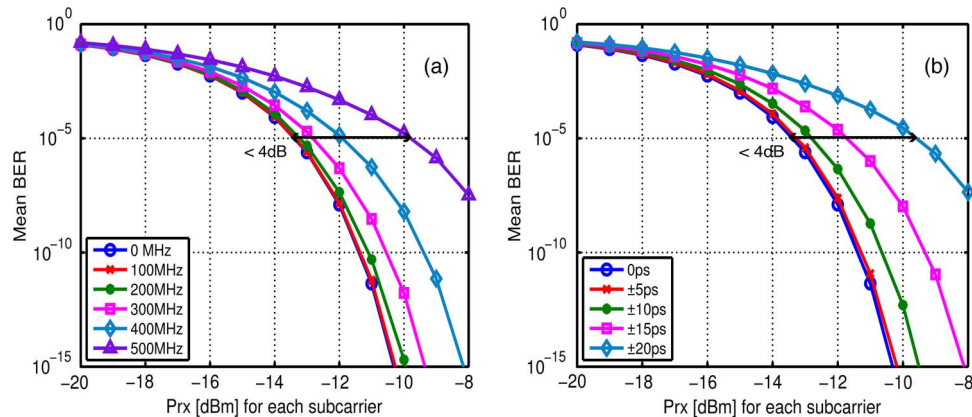 (a)
10^0
10^-5
10^-10
10^-15
Mean BER
< 4dB
0 MHz
100MHz
200MHz
300MHz
400MHz
500MHz
−20 −18 −16 −14 −12 −10 −8
Prx [dBm] for each subcarrier
(b)
10^0
10^-5
10^-10
10^-15
Mean BER
< 4dB
0ps
±5ps
±10ps
±15ps
±20ps
−20 −18 −16 −14 −12 −10 −8
Prx [dBm] for each subcarrier